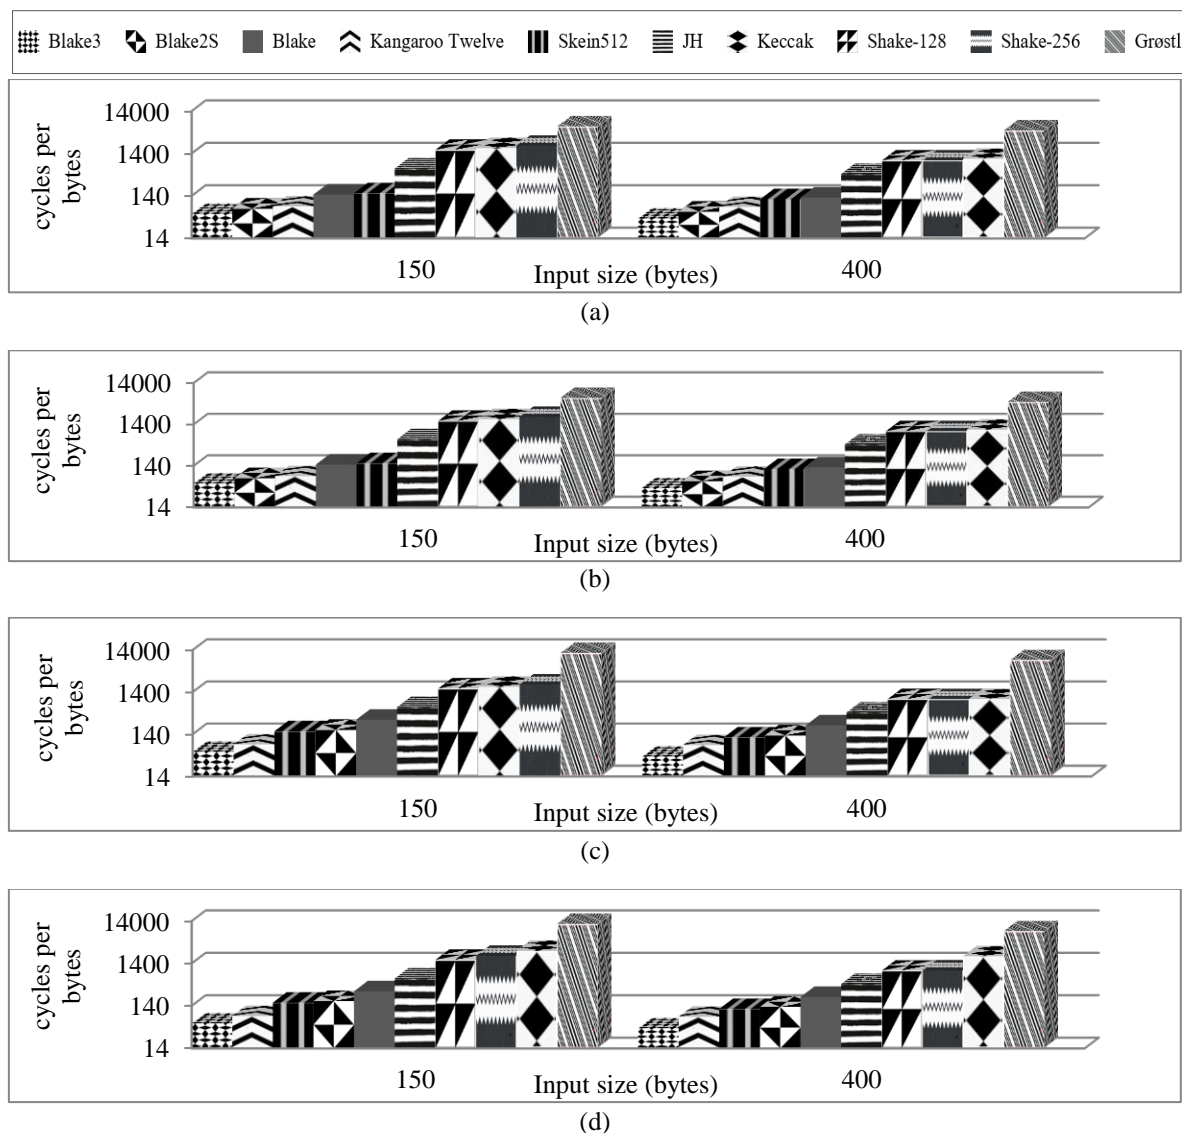 Blake3 Blake2S Blake Kangaroo Twelve Skein512 JH Keccak Shake-128 Shake-256 Grøstl
cycles per
bytes
14000
1400
140
14
150
400
Input size (bytes)
(a)
cycles per
bytes
14000
1400
140
14
150
400
Input size (bytes)
(b)
cycles per
bytes
14000
1400
140
14
150
400
Input size (bytes)
(c)
cycles per
bytes
14000
1400
140
14
150
400
Input size (bytes)
(d)